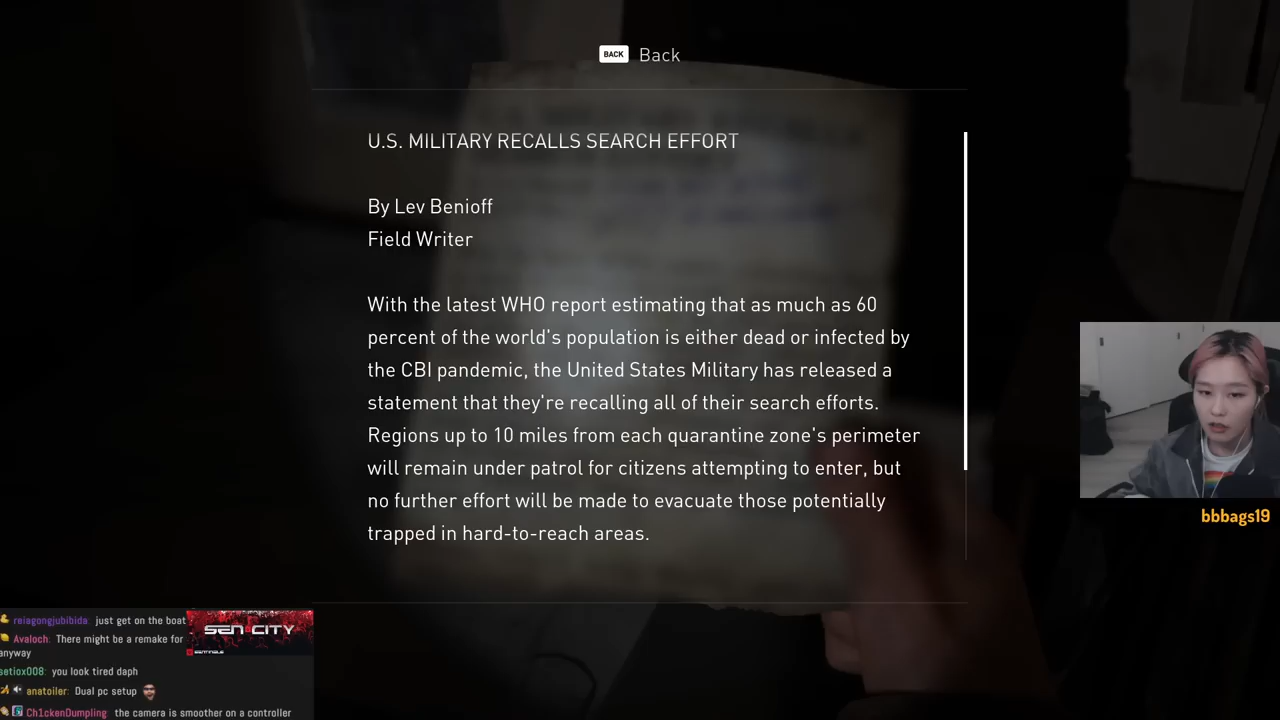 BACK Back
U.S. MILITARY RECALLS SEARCH EFFORT
By Lev Benioff
Field Writer
With the latest WHO report estimating that as much as 60
percent of the world's population is either dead or infected by
the CBI pandemic, the United States Military has released a
statement that they're recalling all of their search efforts.
Regions up to 10 miles from each quarantine zone's perimeter
will remain under patrol for citizens attempting to enter, but
no further effort will be made to evacuate those potentially
trapped in hard-to-reach areas.
bbbags19
reiagongjubibida: just get on the boat
Avaloch: There might be a remake for
anyway
setiox008: you look tired daph
anatoiler: Dual pc setup
Ch1ckenDumpling: the camera is smoother on a controller
SEN CITY
SENTINELS